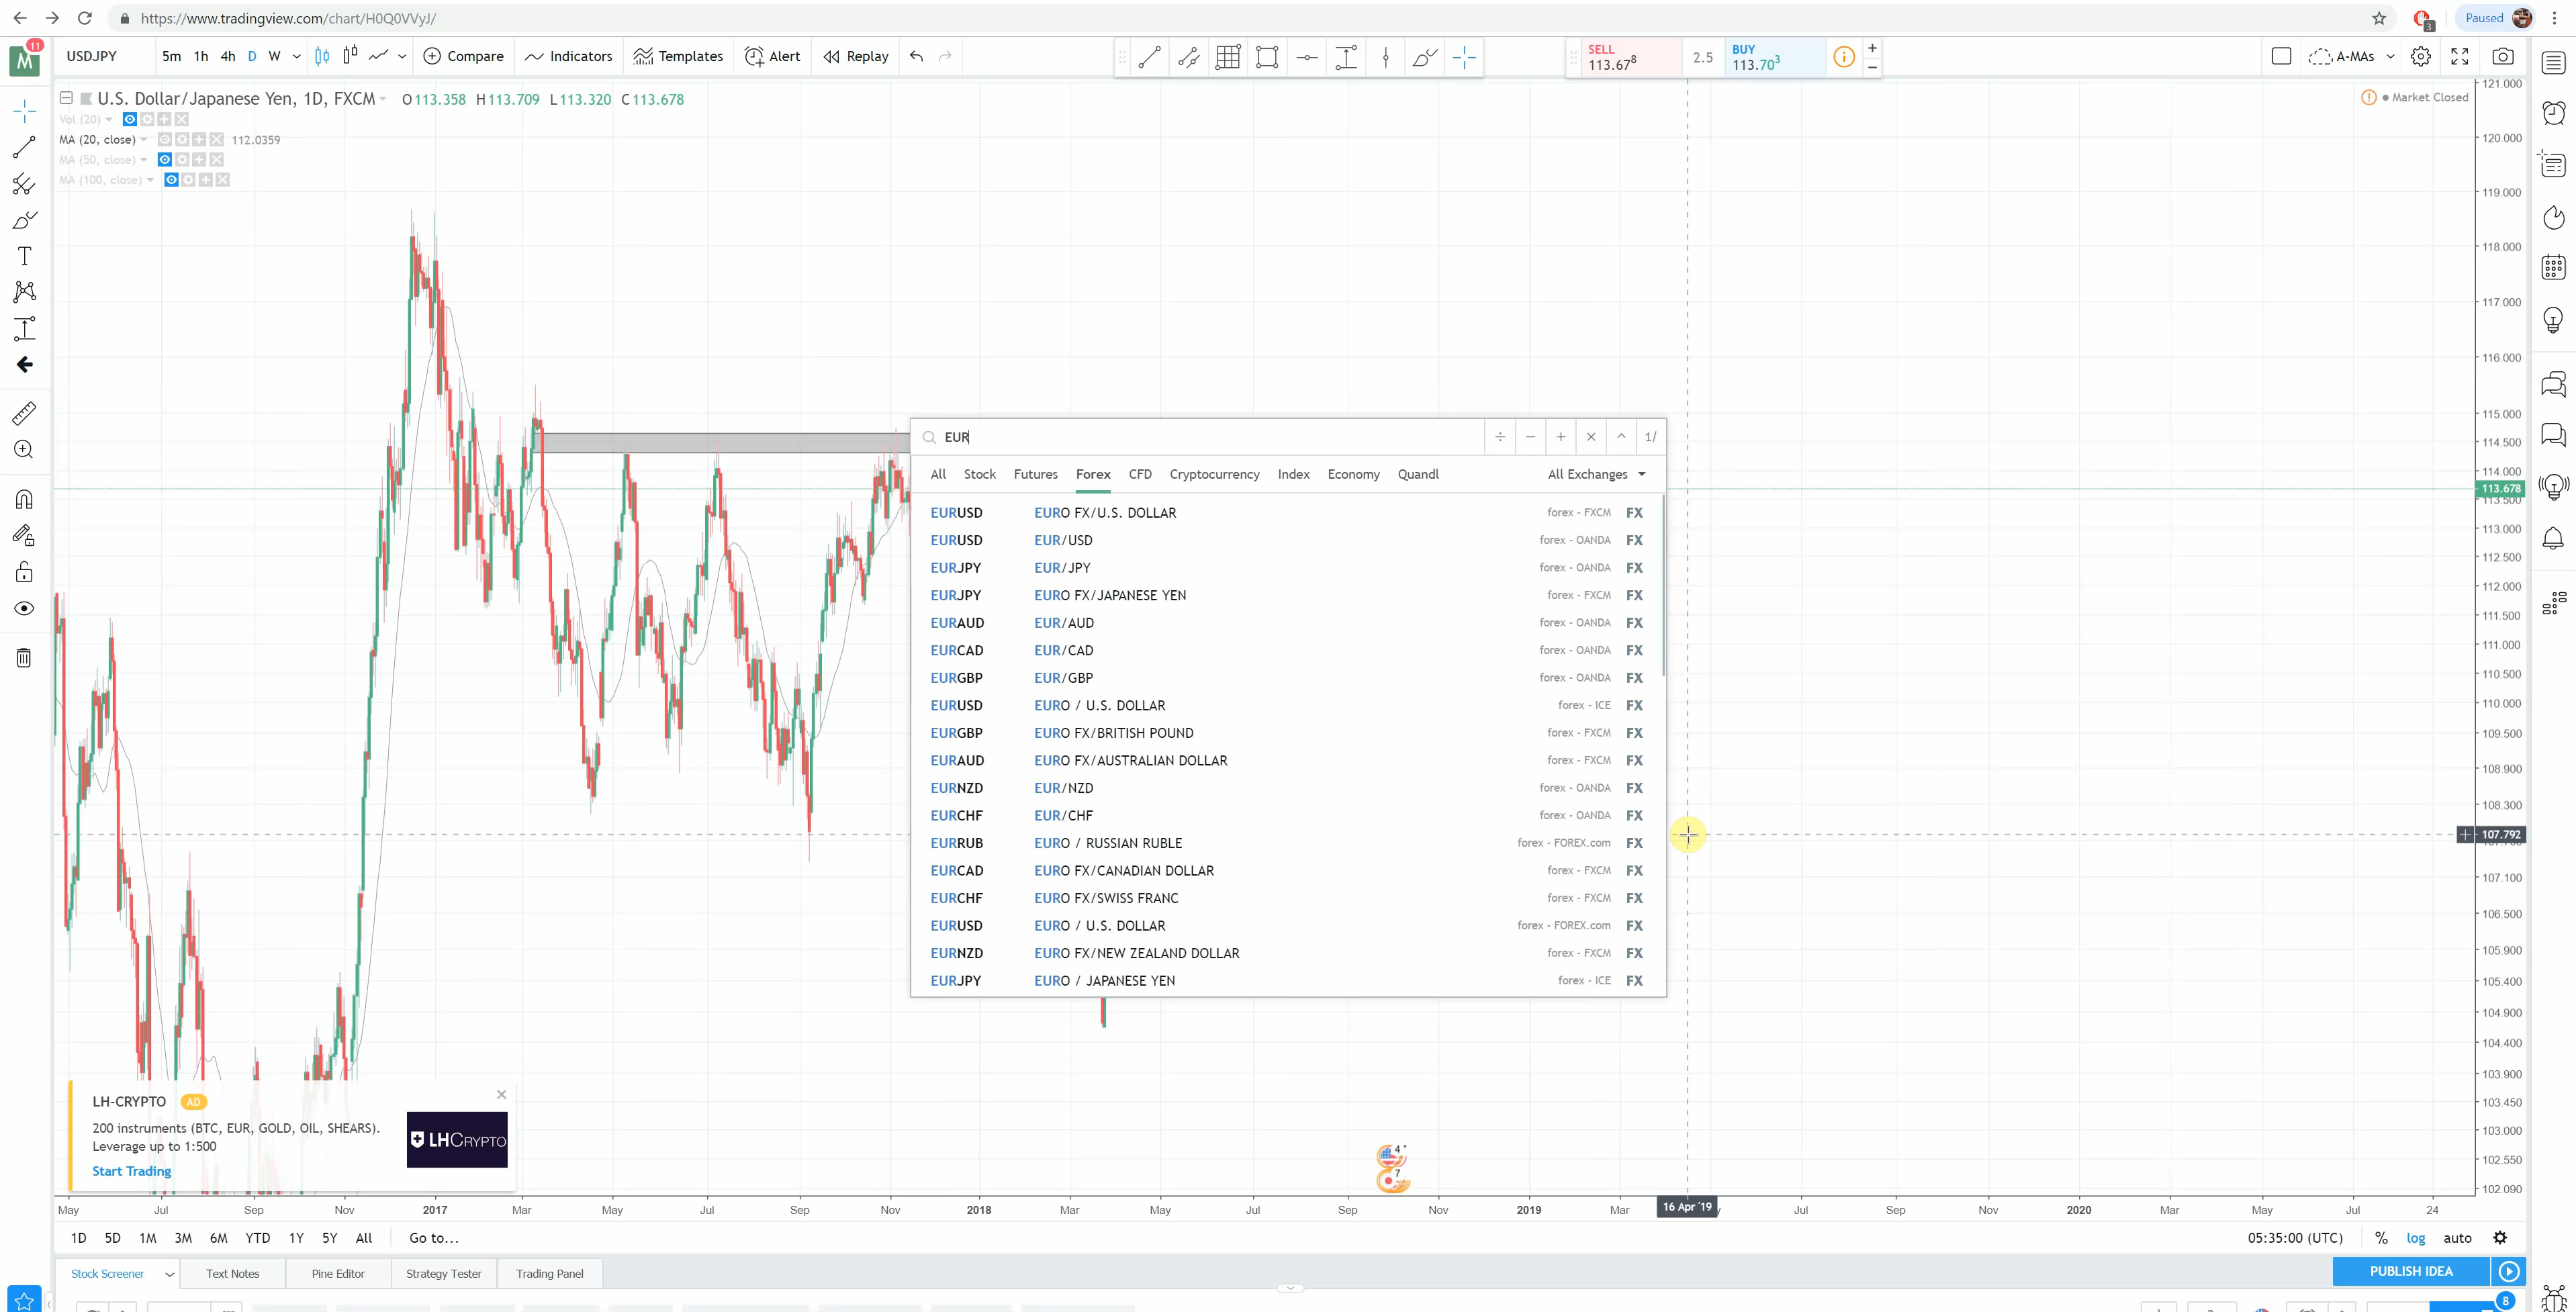 https://www.tradingview.com/chart/H0Q0VVyJ/
3
Paused
11
M
USDJPY 5m 1h 4h D W Compare Indicators Templates Alert Replay
SELL 113.678 2.5 BUY 113.703
A-MAs
U.S. Dollar/Japanese Yen, 1D, FXCM O113.358 H113.709 L113.320 C113.678
Market Closed
Vol (20)
MA (20, close) 112.0359
MA (50, close)
MA (100, close)
121.000
120.000
119.000
118.000
117.000
116.000
115.000
114.500
114.000
113.678
113.500
113.000
112.500
112.000
111.500
111.000
110.500
110.000
109.500
108.900
108.300
107.792
107.100
106.500
105.900
105.400
104.900
104.400
103.900
103.450
103.000
102.550
102.090
EUR
1/
All Stock Futures Forex CFD Cryptocurrency Index Economy Quandl All Exchanges
EURUSD EURO FX/U.S. DOLLAR forex - FXCM FX
EURUSD EUR/USD forex - OANDA FX
EURJPY EUR/JPY forex - OANDA FX
EURJPY EURO FX/JAPANESE YEN forex - FXCM FX
EURAUD EUR/AUD forex - OANDA FX
EURCAD EUR/CAD forex - OANDA FX
EURGBP EUR/GBP forex - OANDA FX
EURUSD EURO / U.S. DOLLAR forex - ICE FX
EURGBP EURO FX/BRITISH POUND forex - FXCM FX
EURAUD EURO FX/AUSTRALIAN DOLLAR forex - FXCM FX
EURNZD EUR/NZD forex - OANDA FX
EURCHF EUR/CHF forex - OANDA FX
EURRUB EURO / RUSSIAN RUBLE forex - FOREX.com FX
EURCAD EURO FX/CANADIAN DOLLAR forex - FXCM FX
EURCHF EURO FX/SWISS FRANC forex - FXCM FX
EURUSD EURO / U.S. DOLLAR forex - FOREX.com FX
EURNZD EURO FX/NEW ZEALAND DOLLAR forex - FXCM FX
EURJPY EURO / JAPANESE YEN forex - ICE FX
LH-CRYPTO AD
200 instruments (BTC, EUR, GOLD, OIL, SHEARS).
Leverage up to 1:500
Start Trading
LHCRYPTO
4
7
May Jul Sep Nov 2017 Mar May Jul Sep Nov 2018 Mar May Jul Sep Nov 2019 Mar 16 Apr '19 Jul Sep Nov 2020 Mar May Jul 24
1D 5D 1M 3M 6M YTD 1Y 5Y All Go to... 05:35:00 (UTC) % log auto
Stock Screener Text Notes Pine Editor Strategy Tester Trading Panel PUBLISH IDEA
8